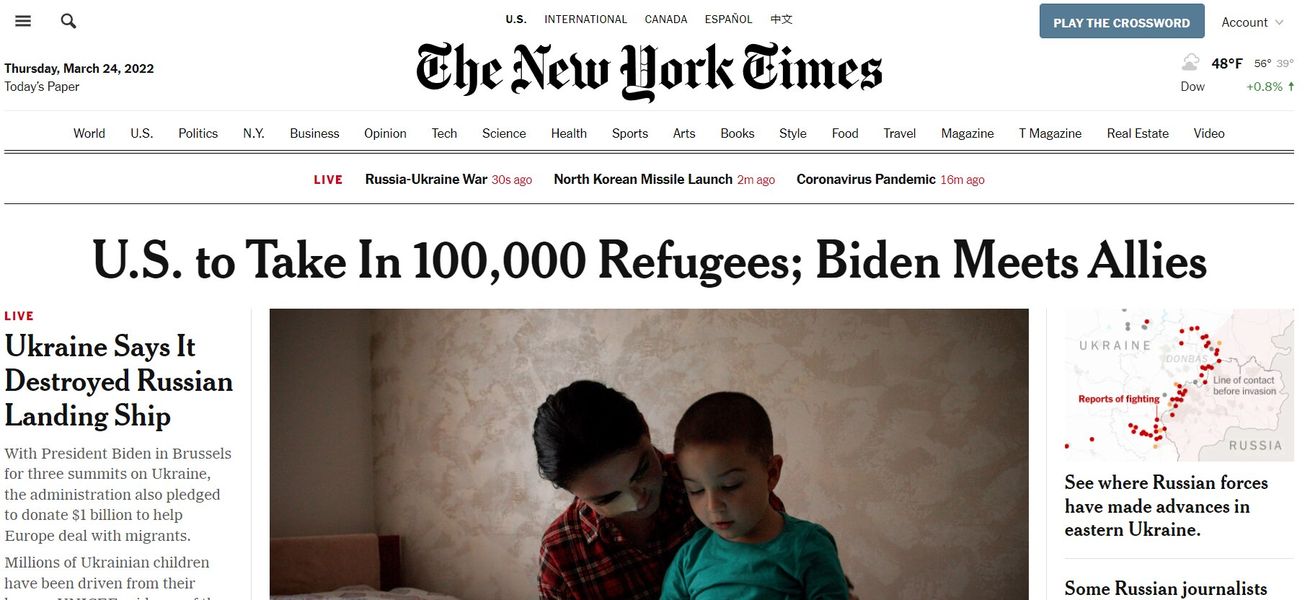 U.S. INTERNATIONAL CANADA ESPAÑOL 中文
PLAY THE CROSSWORD Account
Thursday, March 24, 2022
Today's Paper
The New York Times
48°F 56° 39°
Dow +0.8% ↑
World U.S. Politics N.Y. Business Opinion Tech Science Health Sports Arts Books Style Food Travel Magazine T Magazine Real Estate Video
LIVE Russia-Ukraine War 30s ago North Korean Missile Launch 2m ago Coronavirus Pandemic 16m ago
U.S. to Take In 100,000 Refugees; Biden Meets Allies
LIVE
Ukraine Says It
Destroyed Russian
Landing Ship
With President Biden in Brussels
for three summits on Ukraine,
the administration also pledged
to donate $1 billion to help
Europe deal with migrants.
Millions of Ukrainian children
have been driven from their
UKRAINE
DONBAS
Line of contact
before invasion
Reports of fighting
RUSSIA
See where Russian forces
have made advances in
eastern Ukraine.
Some Russian journalists